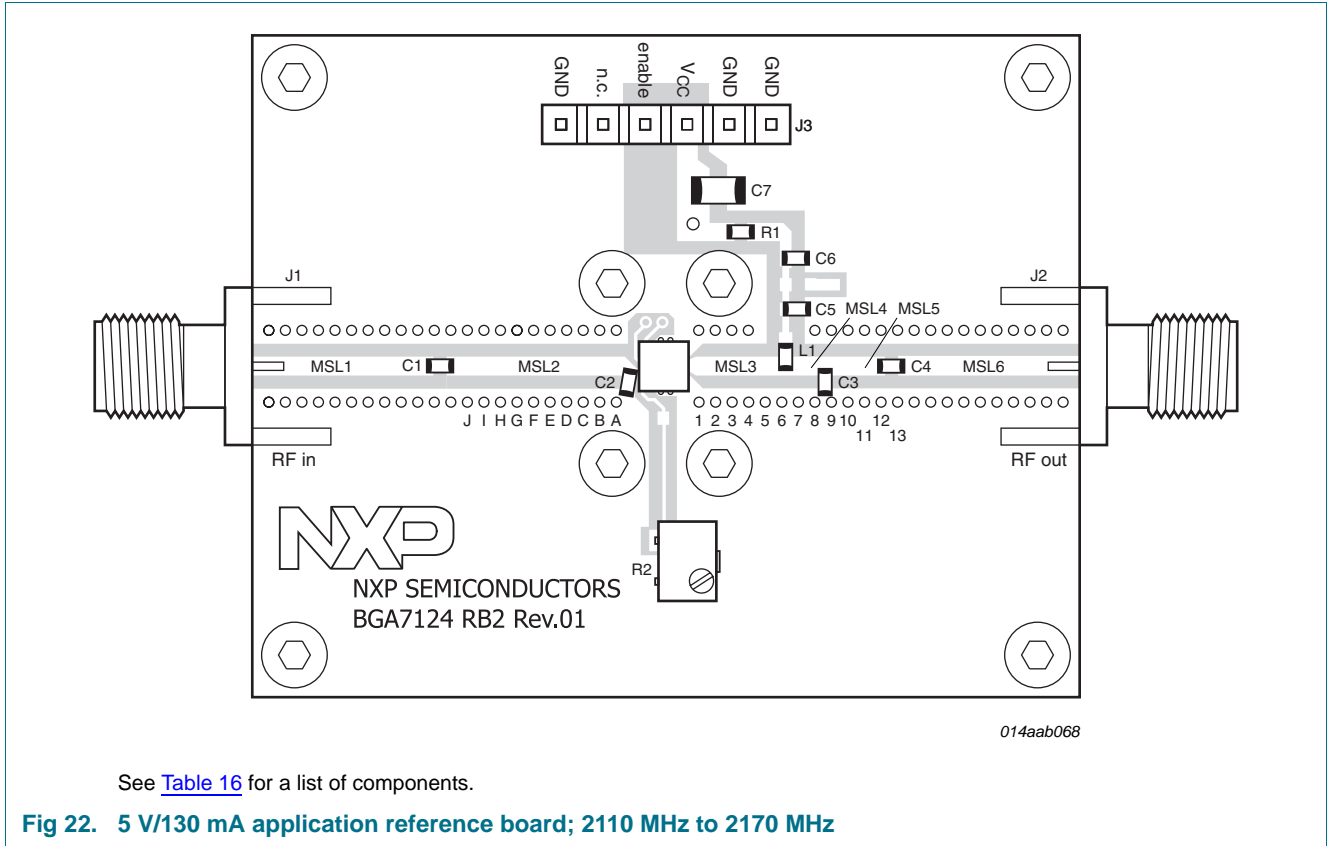 GND
n.c.
enable
VCC
GND
GND
J3
C7
R1
C6
J1
J2
C5
MSL4
MSL5
L1
MSL1
C1
MSL2
C2
MSL3
C3
C4
MSL6
J I H G F E D C B A
1 2 3 4 5 6 7 8 9 10 12
11 13
RF in
RF out
NXP
R2
NXP SEMICONDUCTORS
BGA7124 RB2 Rev.01
014aab068
See Table 16 for a list of components.
Fig 22. 5 V/130 mA application reference board; 2110 MHz to 2170 MHz